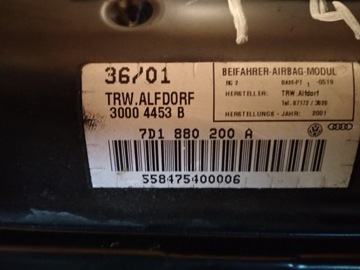 36/01
TRW.ALFDORF
3000 4453 B
BEIFAHRER-AIRBAG-MODUL
HERSTELLER: TRW.Alfdorf
HERSTELLUNGS-JAHR: 2001
7D1 880 200 A
558475400006